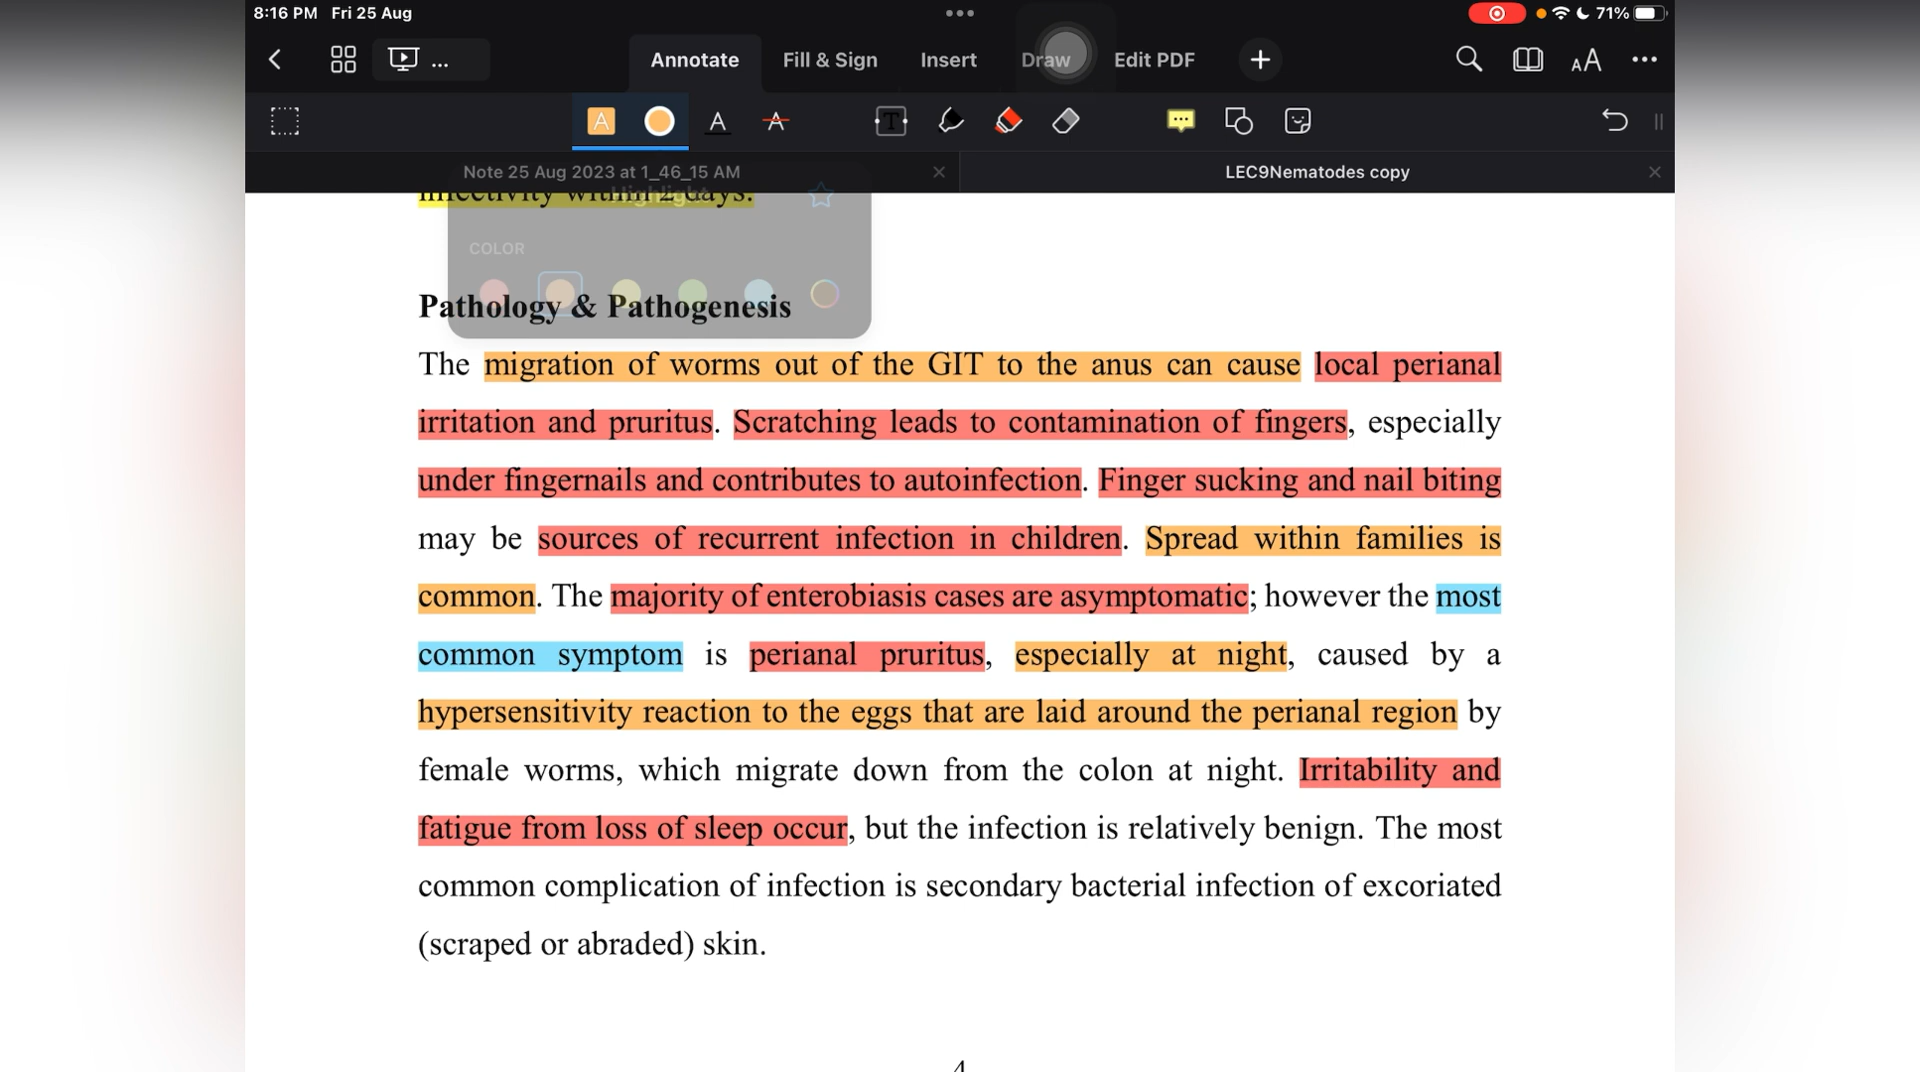 8:16 PM Fri 25 Aug
71%
Annotate Fill & Sign Insert Draw Edit PDF
Note 25 Aug 2023 at 1_46_15 AM
LEC9Nematodes copy
infectivity within 2 days.
Highlight
COLOR
Pathology & Pathogenesis
The migration of worms out of the GIT to the anus can cause local perianal
irritation and pruritus. Scratching leads to contamination of fingers, especially
under fingernails and contributes to autoinfection. Finger sucking and nail biting
may be sources of recurrent infection in children. Spread within families is
common. The majority of enterobiasis cases are asymptomatic; however the most
common symptom is perianal pruritus, especially at night, caused by a
hypersensitivity reaction to the eggs that are laid around the perianal region by
female worms, which migrate down from the colon at night. Irritability and
fatigue from loss of sleep occur, but the infection is relatively benign. The most
common complication of infection is secondary bacterial infection of excoriated
(scraped or abraded) skin.
4